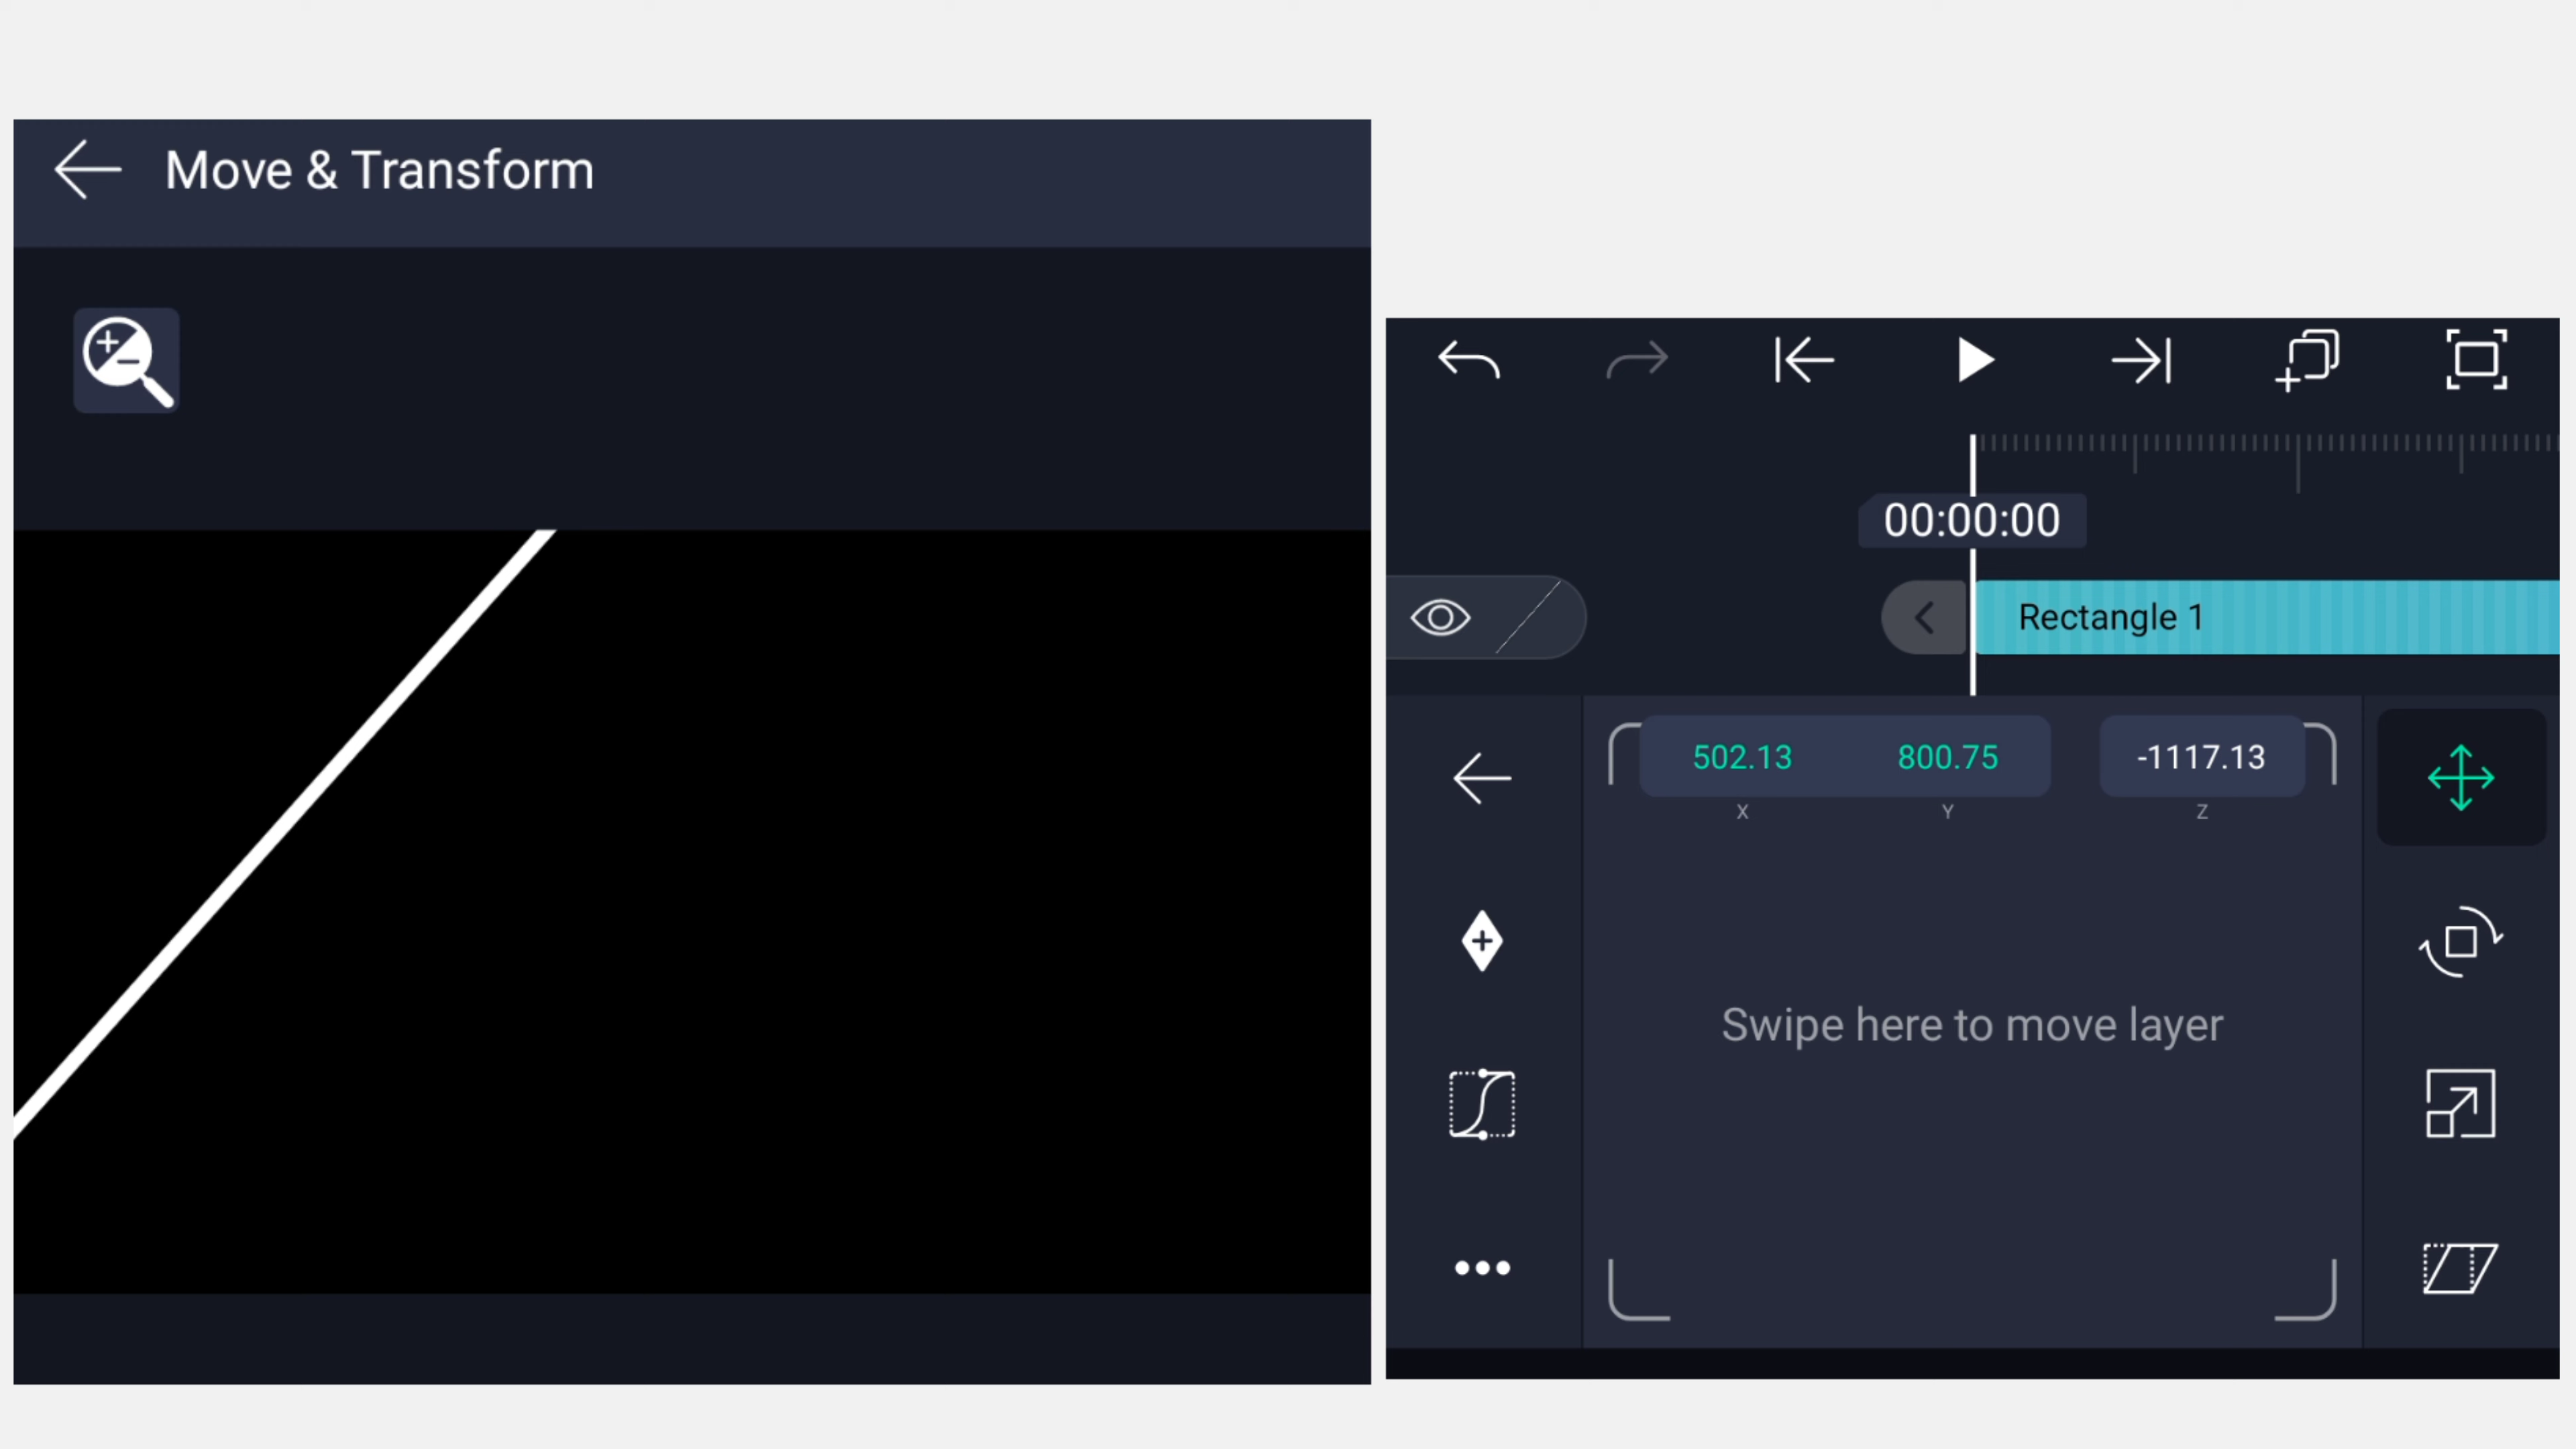 Move & Transform
00:00:00
Rectangle 1
502.13 800.75 -1117.13
X Y Z
Swipe here to move layer